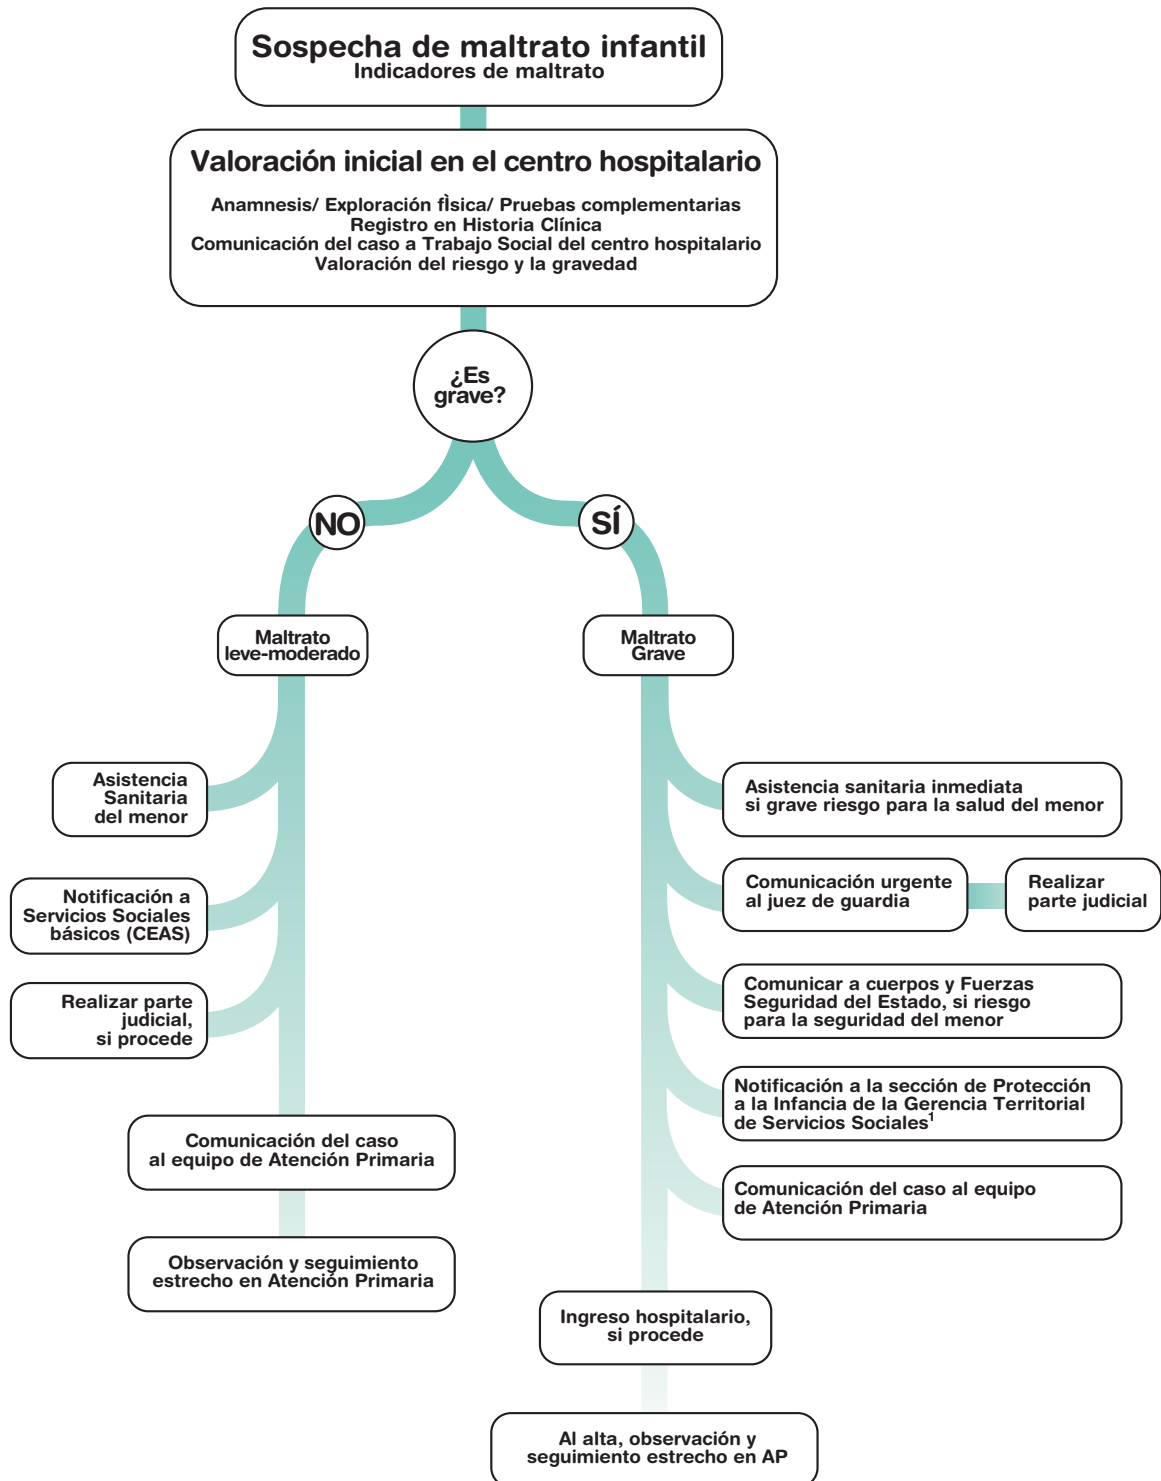 Sospecha de maltrato infantil
Indicadores de maltrato
Valoración inicial en el centro hospitalario
Anamnesis/ Exploración fÌsica/ Pruebas complementarias
Registro en Historia Clínica
Comunicación del caso a Trabajo Social del centro hospitalario
Valoración del riesgo y la gravedad
¿Es
grave?
NO
SÍ
Maltrato
leve-moderado
Maltrato
Grave
Asistencia
Sanitaria
del menor
Notificación a
Servicios Sociales
básicos (CEAS)
Realizar parte
judicial,
si procede
Comunicación del caso
al equipo de Atención Primaria
Observación y seguimiento
estrecho en Atención Primaria
Asistencia sanitaria inmediata
si grave riesgo para la salud del menor
Comunicación urgente
al juez de guardia
Realizar
parte judicial
Comunicar a cuerpos y Fuerzas
Seguridad del Estado, si riesgo
para la seguridad del menor
Notificación a la sección de Protección
a la Infancia de la Gerencia Territorial
de Servicios Sociales¹
Comunicación del caso al equipo
de Atención Primaria
Ingreso hospitalario,
si procede
Al alta, observación y
seguimiento estrecho en AP